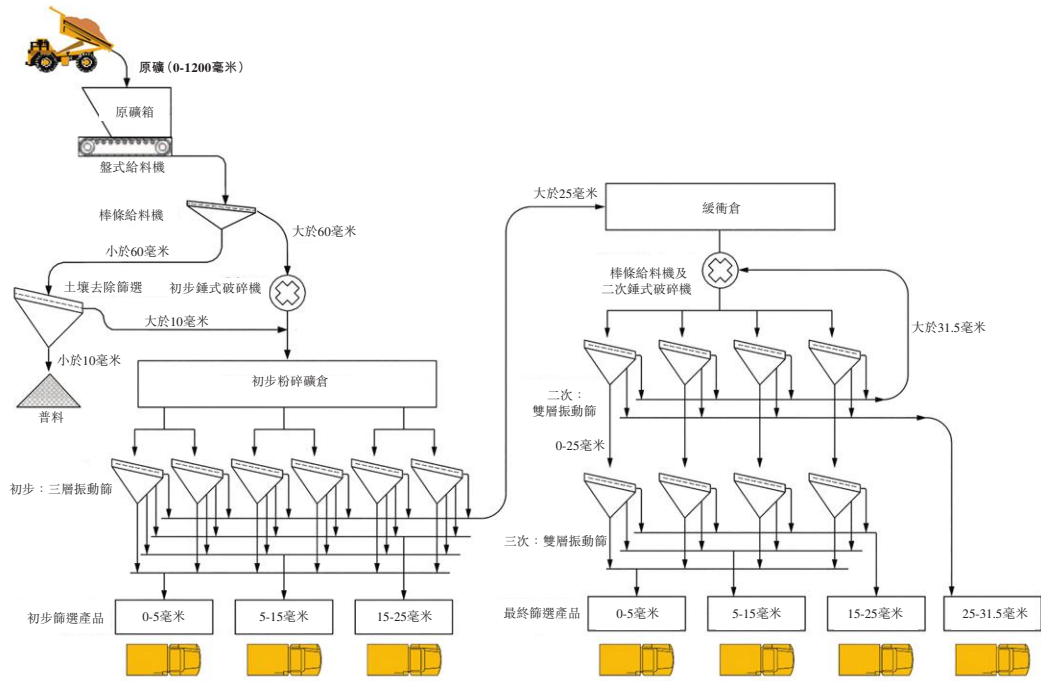 原礦（0-1200毫米）
原礦箱
盤式給料機
棒條給料機
大於60毫米
小於60毫米
土壤去除篩選
初步錘式破碎機
大於10毫米
小於10毫米
普料
初步粉碎礦倉
初步：三層振動篩
初步篩選產品
0-5毫米
5-15毫米
15-25毫米
大於25毫米
緩衝倉
棒條給料機及
二次錘式破碎機
大於31.5毫米
二次：
雙層振動篩
0-25毫米
三次：雙層振動篩
最終篩選產品
0-5毫米
5-15毫米
15-25毫米
25-31.5毫米